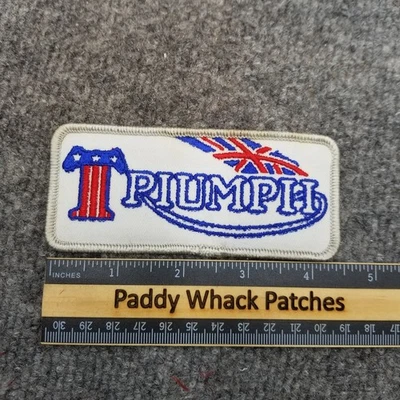 TRIUMPH
INCHES 1 2 3 4 5
Paddy Whack Patches